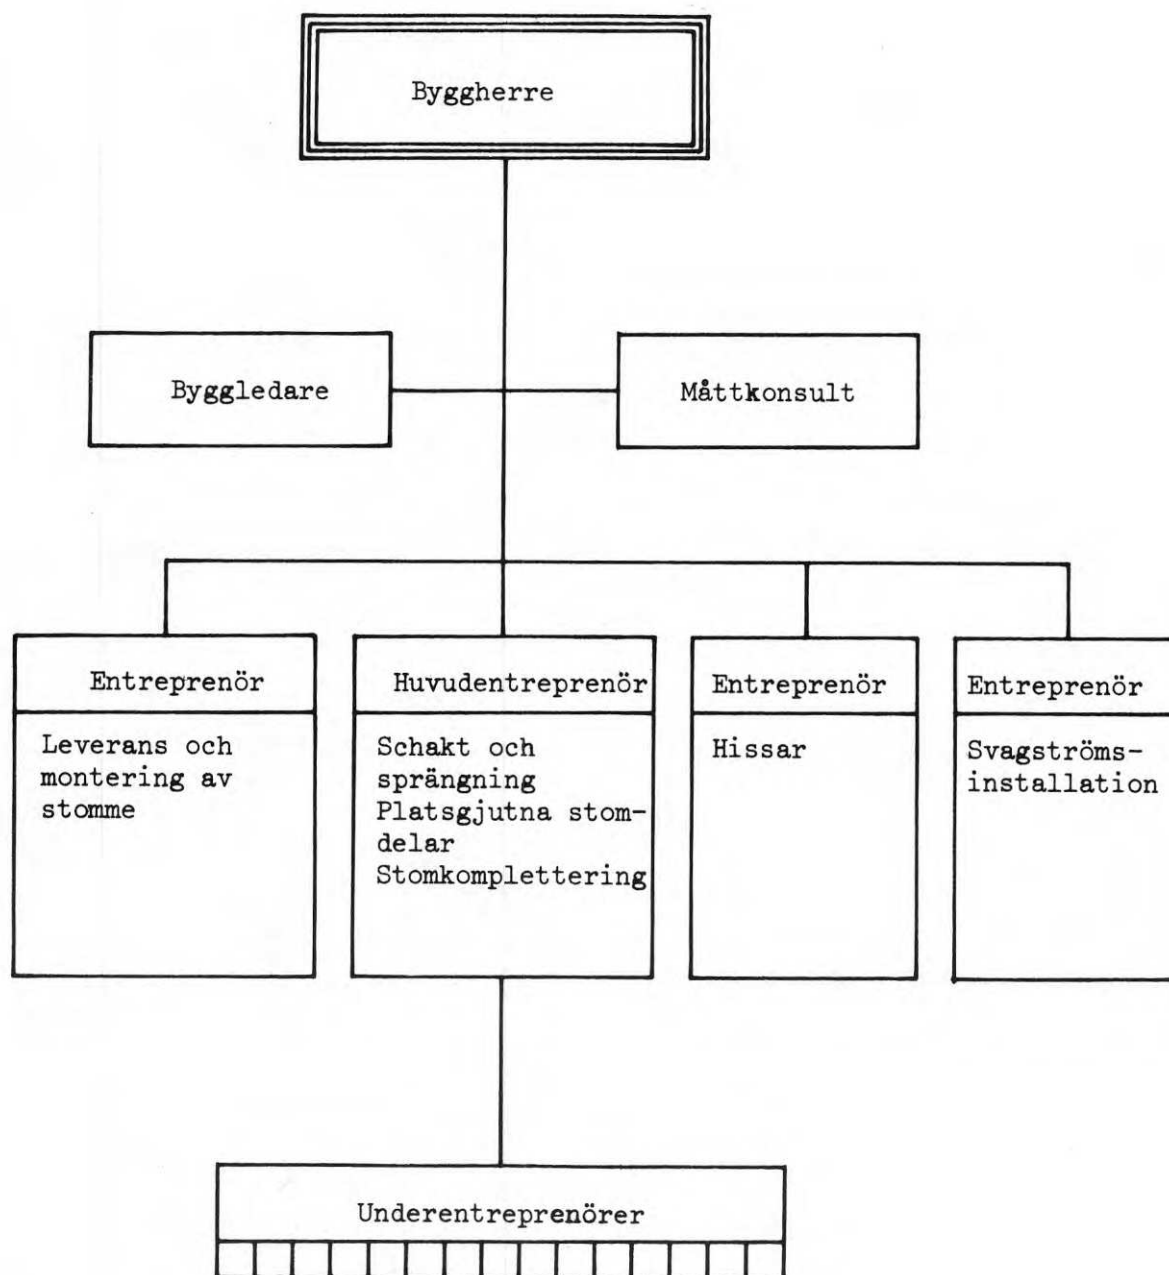 Byggherre
Byggledare
Måttkonsult
Entreprenör
Leverans och
montering av
stomme
Huvudentreprenör
Schakt och
sprängning
Platsgjutna stom-
delar
Stomkomplettering
Entreprenör
Hissar
Entreprenör
Svagströms-
installation
Underentreprenörer